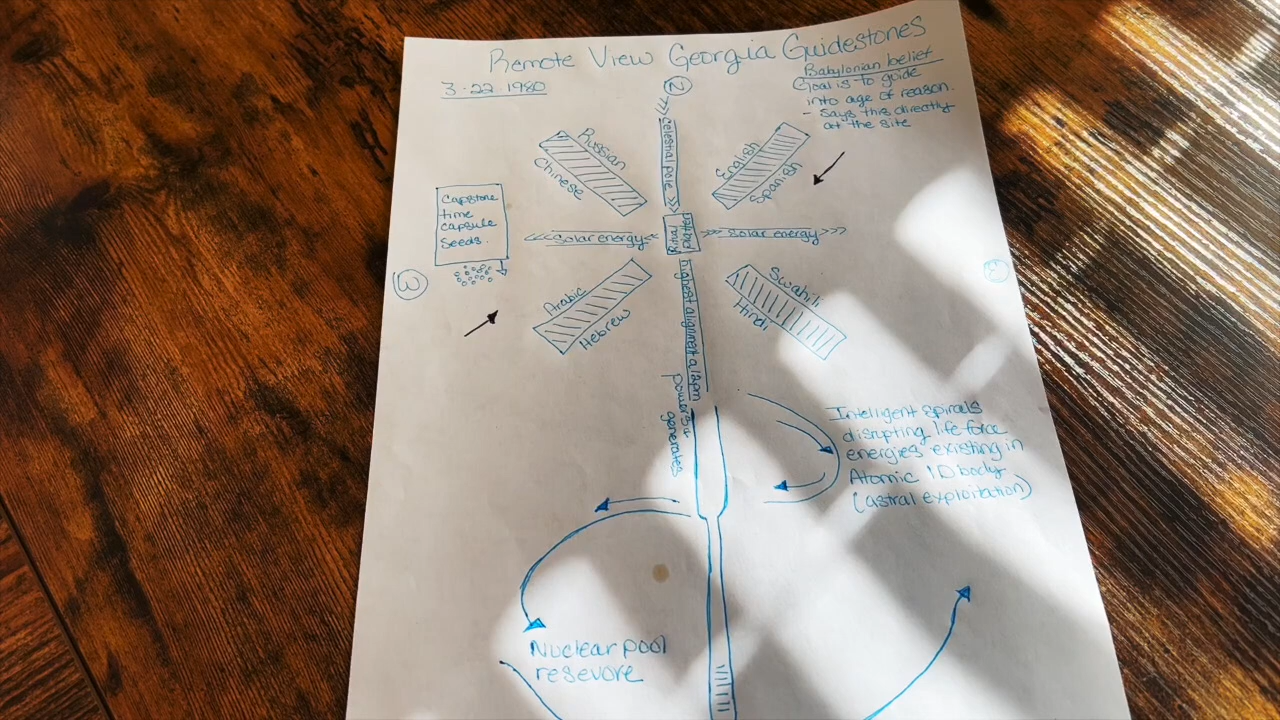 Remote View Georgia Guidestones
3.22.1980
Babylonian belief
Goal is to guide
into age of reason.
- Says this directly
at the site
N
celestial pole
Russian
Chinese
English
Spanish
Capstone
time
capsule
seeds.
Solar energy
Solar energy
W
E
Arabic
Hebrew
Swahili
Hindi
highest alignment a 12pm
powers +
generates
Intelligent spirals
disrupting life force
energies existing in
Atomic 1D body
(astral exploitation)
Nuclear pool
resevore